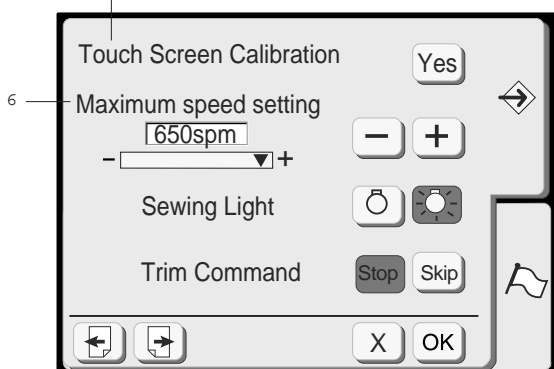 Touch Screen Calibration Yes
6 Maximum speed setting
650spm
- +
Sewing Light
Trim Command Stop Skip
X OK